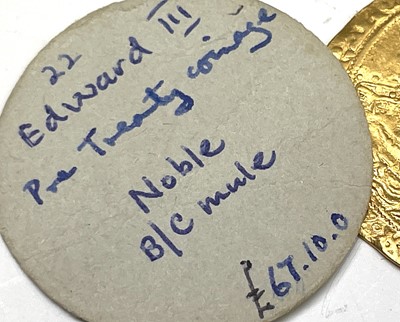 22
Edward III
Pre Treaty coinage
Noble
B/C mule
£67.10.0